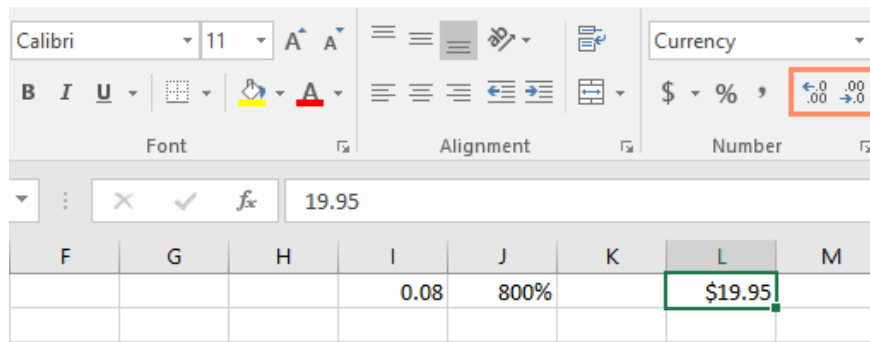 Calibri 11 A A Currency
B I U A $ % , .0 .00 .00 .0
Font Alignment Number
fx 19.95
F G H I J K L M
0.08 800% $19.95